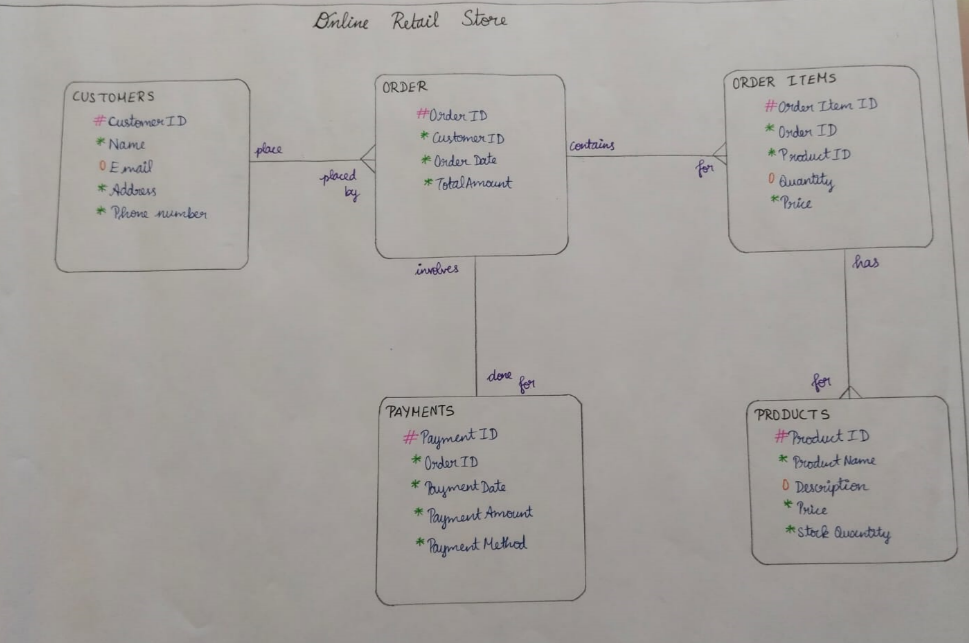 Online Retail Store
CUSTOMERS
#Customer ID
*Name
O Email
*Address
*Phone number
place
placed
by
ORDER
#Order ID
*Customer ID
*Order Date
*Total Amount
contains
for
ORDER ITEMS
#Order Item ID
*Order ID
*Product ID
O Quantity
*Price
involves
done for
has
for
PAYMENTS
#Payment ID
*Order ID
*Payment Date
*Payment Amount
*Payment Method
PRODUCTS
#Product ID
*Product Name
O Description
*Price
*Stock Quantity